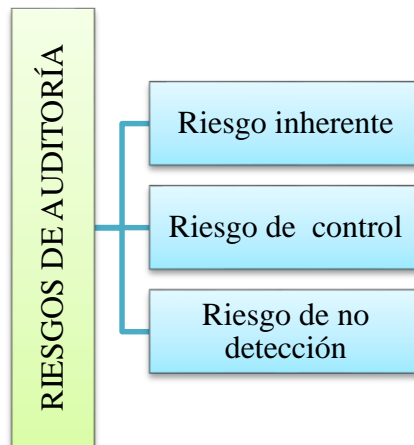 RIESGOS DE AUDITORÍA
Riesgo inherente
Riesgo de control
Riesgo de no
detección